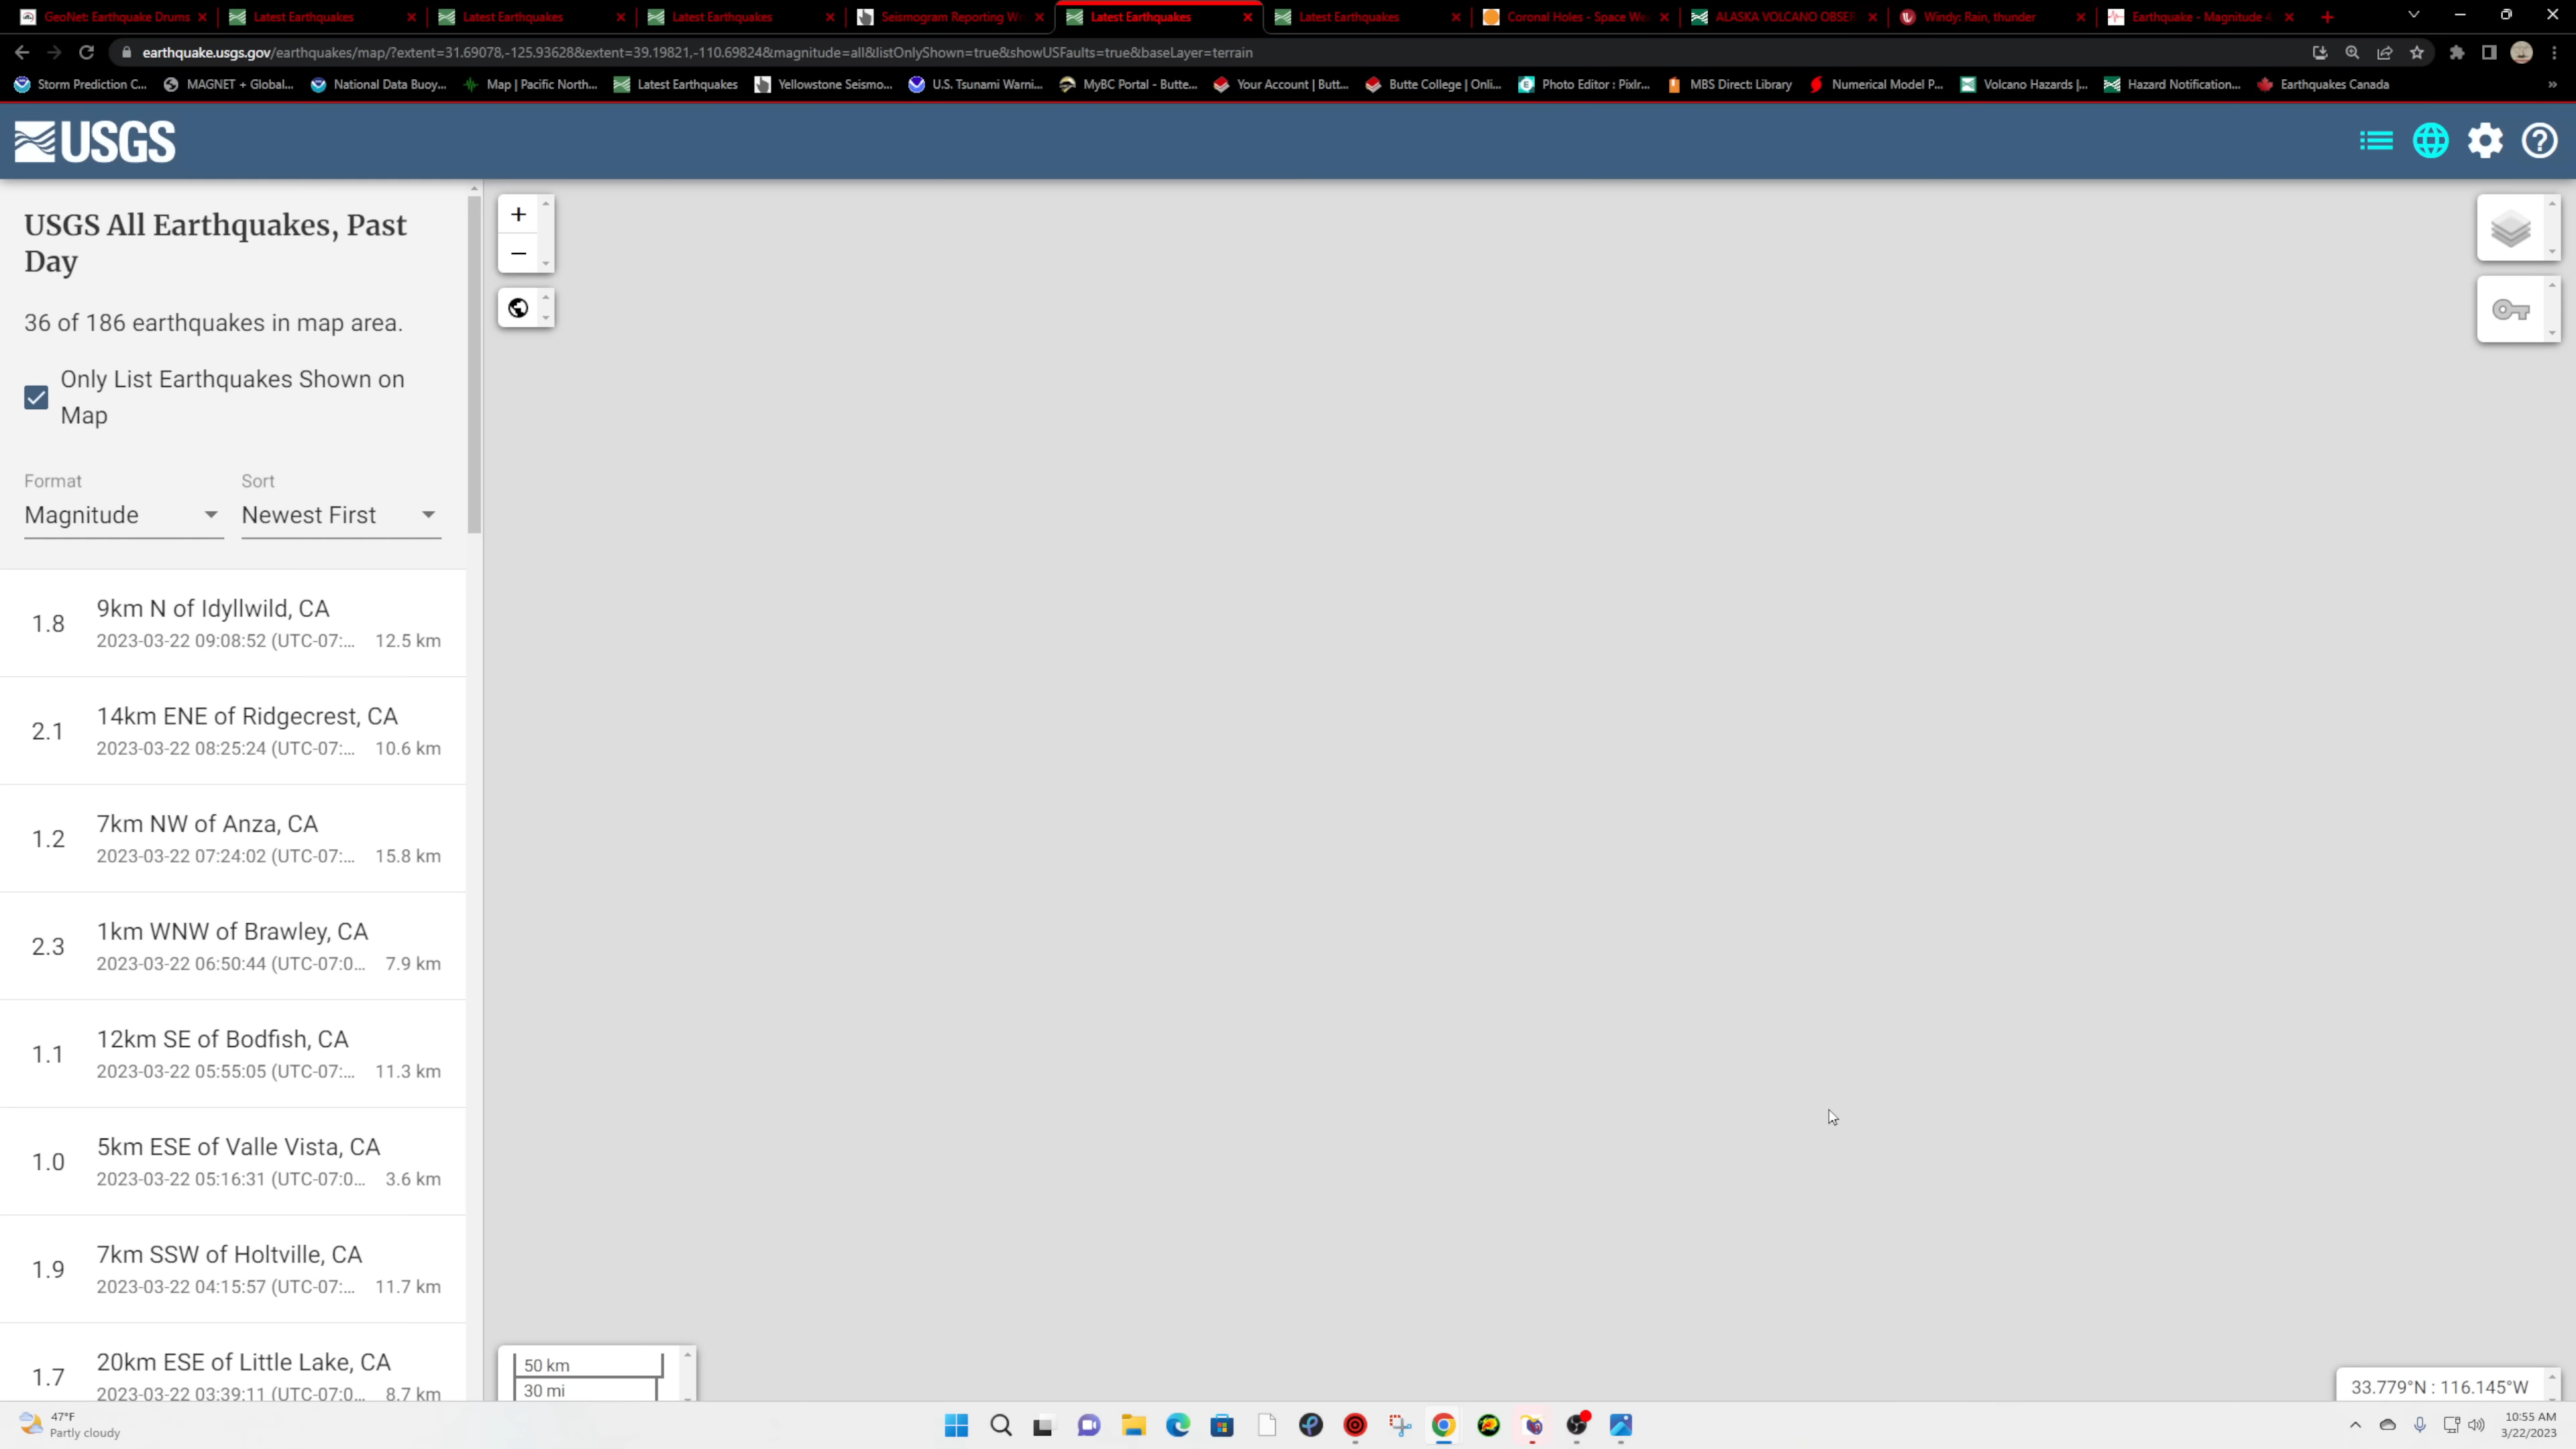 GeoNet: Earthquake Drums
Latest Earthquakes
Latest Earthquakes
Latest Earthquakes
Seismogram Reporting W
Latest Earthquakes
Latest Earthquakes
Coronal Holes - Space We
ALASKA VOLCANO OBSER
Windy: Rain, thunder
Earthquake - Magnitude 4
earthquake.usgs.gov/earthquakes/map/?extent=31.69078,-125.93628&extent=39.19821,-110.69824&magnitude=all&listOnlyShown=true&showUSFaults=true&baseLayer=terrain
Storm Prediction C...
MAGNET + Global...
National Data Buoy...
Map | Pacific North...
Latest Earthquakes
Yellowstone Seismo...
U.S. Tsunami Warni...
MyBC Portal - Butte...
Your Account | Butt...
Butte College | Onli...
Photo Editor : Pixlr...
MBS Direct: Library
Numerical Model P...
Volcano Hazards |...
Hazard Notification...
Earthquakes Canada
»
USGS
USGS All Earthquakes, Past
Day
36 of 186 earthquakes in map area.
Only List Earthquakes Shown on
Map
Format
Sort
Magnitude
Newest First
1.8
9km N of Idyllwild, CA
2023-03-22 09:08:52 (UTC-07:... 12.5 km
2.1
14km ENE of Ridgecrest, CA
2023-03-22 08:25:24 (UTC-07:... 10.6 km
1.2
7km NW of Anza, CA
2023-03-22 07:24:02 (UTC-07:... 15.8 km
2.3
1km WNW of Brawley, CA
2023-03-22 06:50:44 (UTC-07:0... 7.9 km
1.1
12km SE of Bodfish, CA
2023-03-22 05:55:05 (UTC-07:... 11.3 km
1.0
5km ESE of Valle Vista, CA
2023-03-22 05:16:31 (UTC-07:0... 3.6 km
1.9
7km SSW of Holtville, CA
2023-03-22 04:15:57 (UTC-07:... 11.7 km
1.7
20km ESE of Little Lake, CA
2023-03-22 03:39:11 (UTC-07:0... 8.7 km
50 km
30 mi
33.779°N : 116.145°W
47°F
Partly cloudy
10:55 AM
3/22/2023